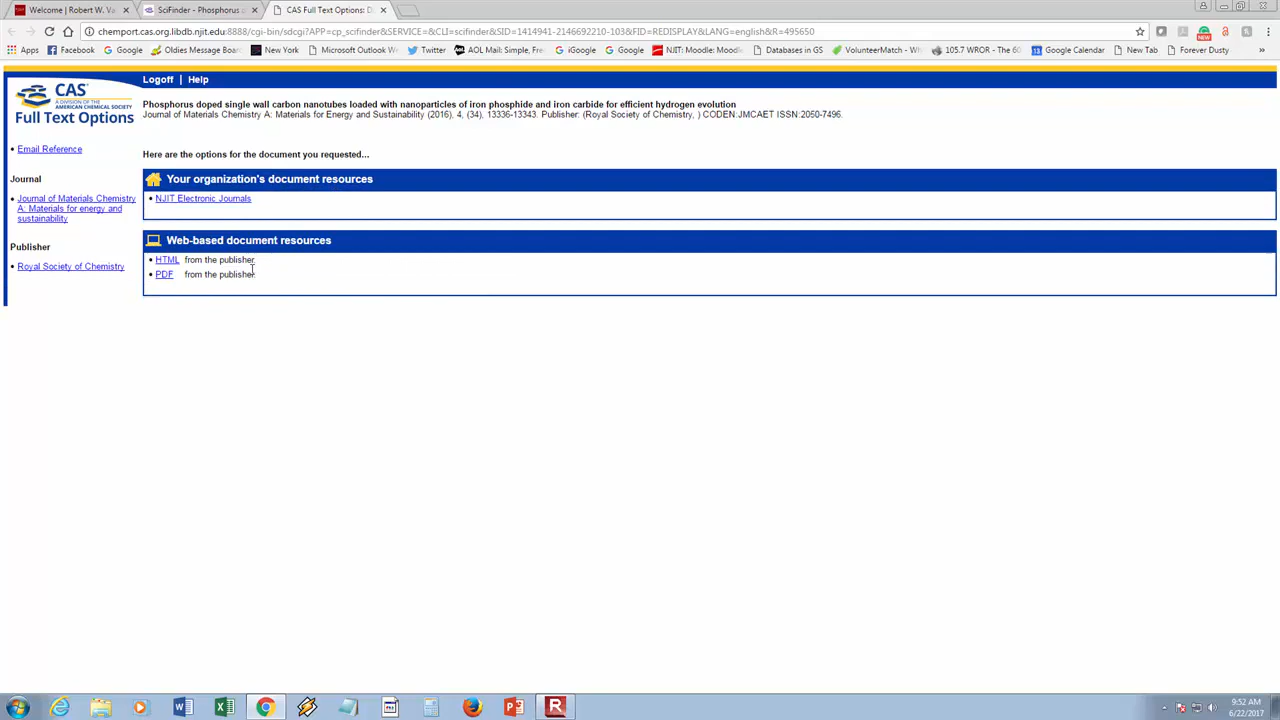 Welcome | Robert W. Va
SciFinder - Phosphorus
CAS Full Text Options: D
chemport.cas.org.libdb.njit.edu:8888/cgi-bin/sdcgi?APP=cp_scifinder&SERVICE=&CLI=scifinder&SID=1414941-2146692210-103&FID=REDISPLAY&LANG=english&R=495650
Apps Facebook Google Oldies Message Board New York Microsoft Outlook W Twitter AOL Mail: Simple, Fre iGoogle Google NJIT: Moodle: Moodl Databases in GS VolunteerMatch - Wh 105.7 WROR - The 60 Google Calendar New Tab Forever Dusty
Logoff | Help
CAS
A DIVISION OF THE
AMERICAN CHEMICAL SOCIETY
Full Text Options
Phosphorus doped single wall carbon nanotubes loaded with nanoparticles of iron phosphide and iron carbide for efficient hydrogen evolution
Journal of Materials Chemistry A: Materials for Energy and Sustainability (2016), 4, (34), 13336-13343. Publisher: (Royal Society of Chemistry, ) CODEN:JMCAET ISSN:2050-7496.
Email Reference
Journal
Journal of Materials Chemistry
A: Materials for energy and
sustainability
Publisher
Royal Society of Chemistry
Here are the options for the document you requested...
Your organization's document resources
NJIT Electronic Journals
Web-based document resources
HTML from the publisher.
PDF from the publisher.
9:52 AM
6/22/2017